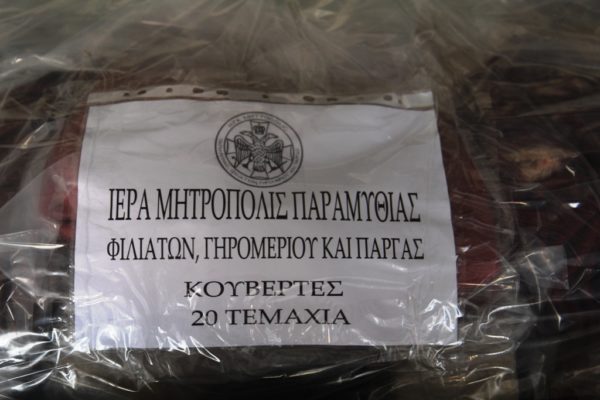 ΙΕΡΑ ΜΗΤΡΟΠΟΛΙΣ ΠΑΡΑΜΥΘΙΑΣ
ΦΙΛΙΑΤΩΝ, ΓΗΡΟΜΕΡΙΟΥ ΚΑΙ ΠΑΡΓΑΣ
ΚΟΥΒΕΡΤΕΣ
20 ΤΕΜΑΧΙΑ